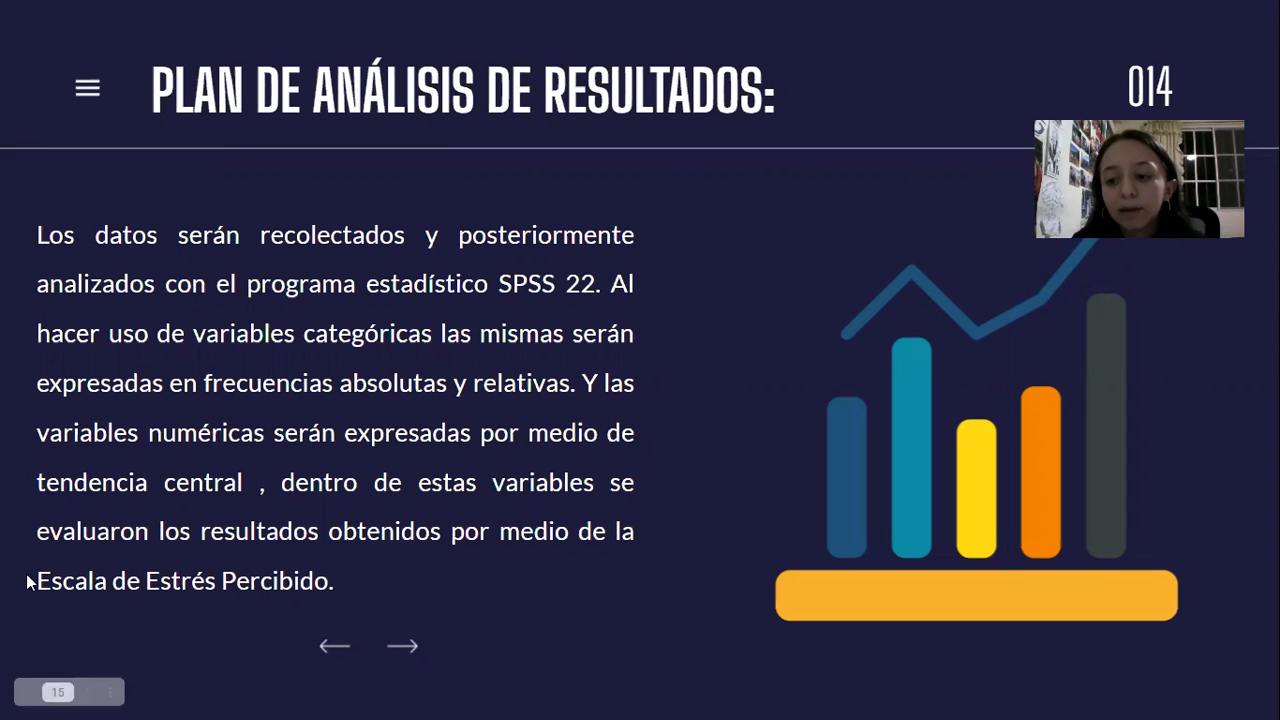 PLAN DE ANÁLISIS DE RESULTADOS:
014
Los datos serán recolectados y posteriormente
analizados con el programa estadístico SPSS 22. Al
hacer uso de variables categóricas las mismas serán
expresadas en frecuencias absolutas y relativas. Y las
variables numéricas serán expresadas por medio de
tendencia central , dentro de estas variables se
evaluaron los resultados obtenidos por medio de la
Escala de Estrés Percibido.
15